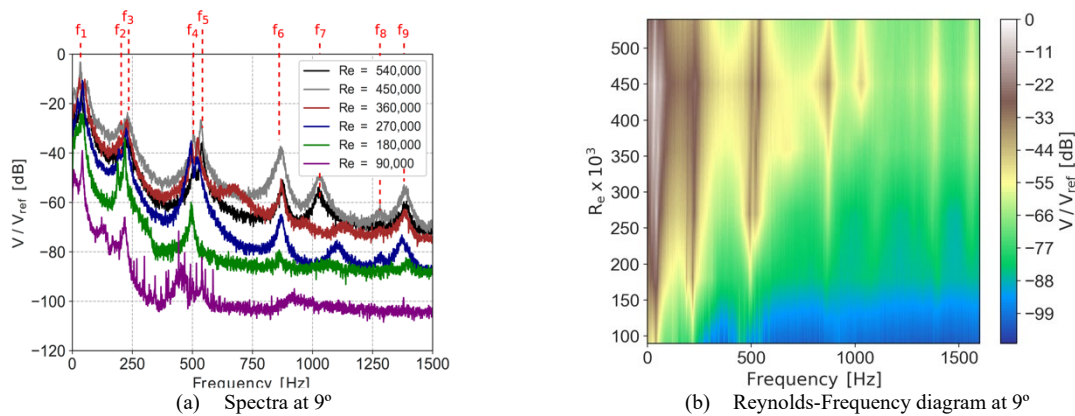 f1 f2 f3 f4 f5 f6 f7 f8 f9
0
−20
−40
−60
−80
−100
−120
V / Vref [dB]
Re = 540,000
Re = 450,000
Re = 360,000
Re = 270,000
Re = 180,000
Re = 90,000
0 250 500 750 1000 1250 1500
Frequency [Hz]
(a) Spectra at 9º
500
450
400
350
300
250
200
150
100
Re x 10³
0 500 1000 1500
Frequency [Hz]
0
−11
−22
−33
−44
−55
−66
−77
−88
−99
V / Vref [dB]
(b) Reynolds-Frequency diagram at 9º